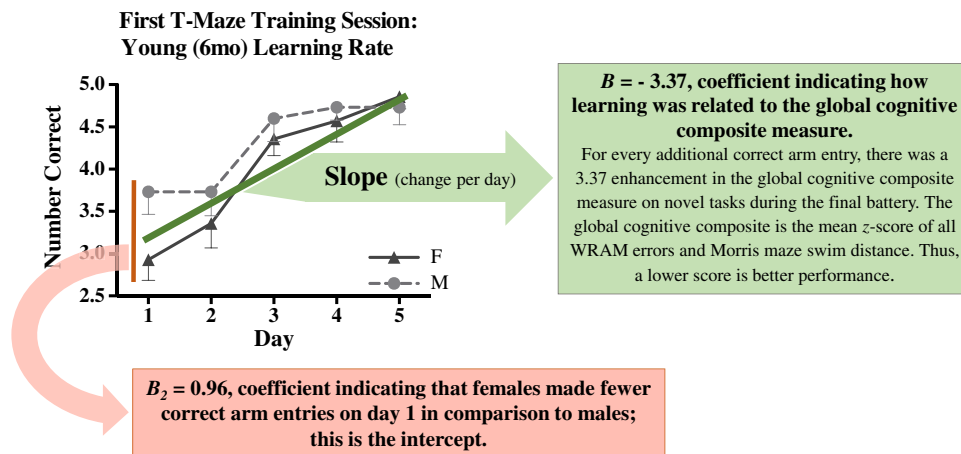 First T-Maze Training Session:
Young (6mo) Learning Rate
5.0
4.5
4.0
3.5
3.0
2.5
Number Correct
1
2
3
4
5
Day
F
M
Slope (change per day)
B = - 3.37, coefficient indicating how
learning was related to the global cognitive
composite measure.
For every additional correct arm entry, there was a
3.37 enhancement in the global cognitive composite
measure on novel tasks during the final battery. The
global cognitive composite is the mean z-score of all
WRAM errors and Morris maze swim distance. Thus,
a lower score is better performance.
B₂ = 0.96, coefficient indicating that females made fewer
correct arm entries on day 1 in comparison to males;
this is the intercept.